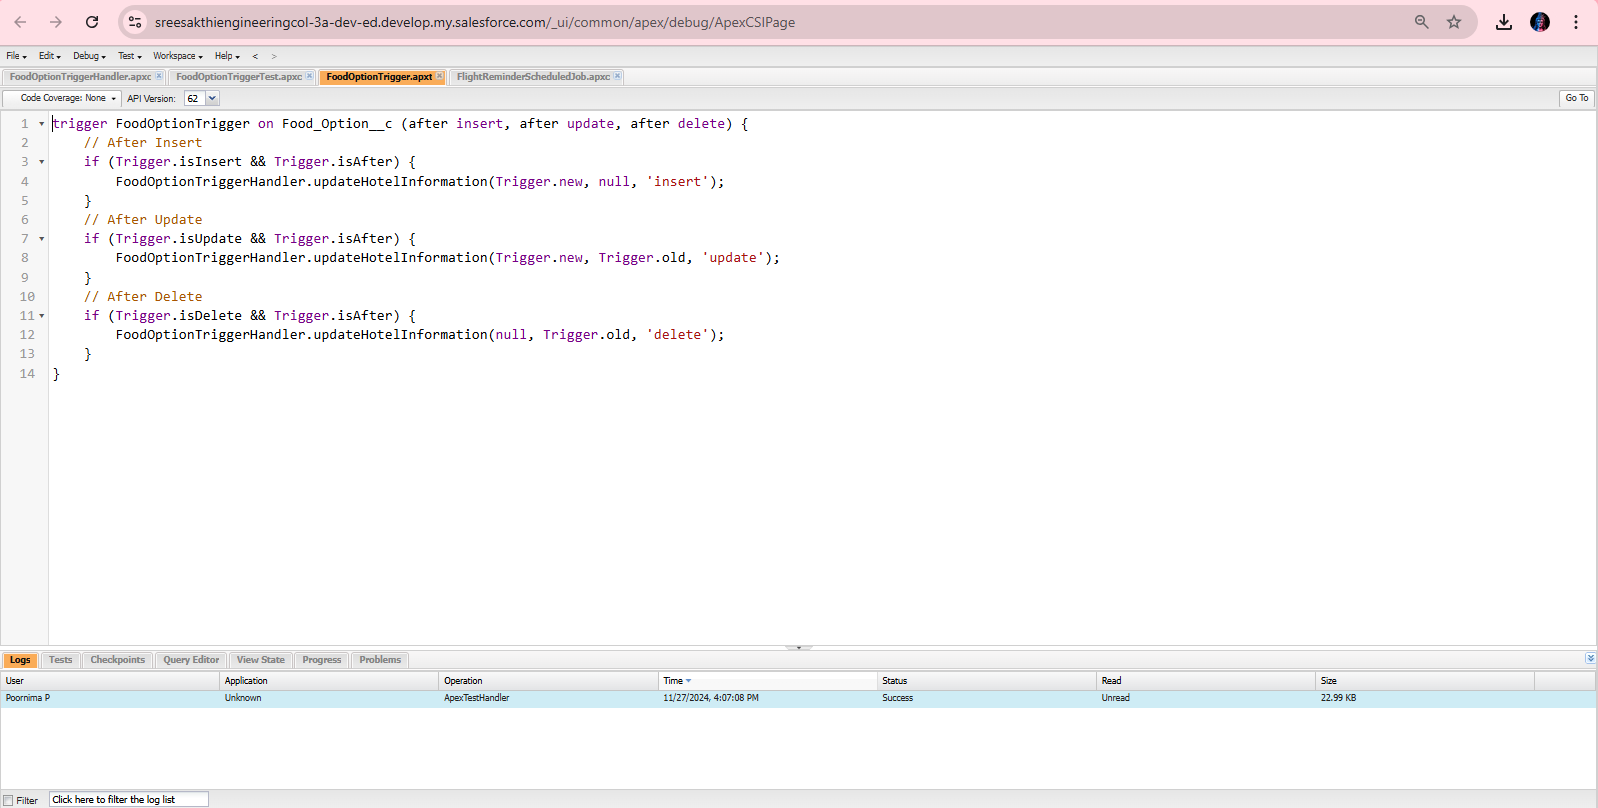 sreesakthiengineeringcol-3a-dev-ed.develop.my.salesforce.com/_ui/common/apex/debug/ApexCSIPage
File Edit Debug Test Workspace Help < >
FoodOptionTriggerHandler.apxc FoodOptionTriggerTest.apxc FoodOptionTrigger.apxt FlightReminderScheduledJob.apxc
Code Coverage: None API Version: 62 Go To
1 trigger FoodOptionTrigger on Food_Option__c (after insert, after update, after delete) {
2 // After Insert
3 if (Trigger.isInsert && Trigger.isAfter) {
4 FoodOptionTriggerHandler.updateHotelInformation(Trigger.new, null, 'insert');
5 }
6 // After Update
7 if (Trigger.isUpdate && Trigger.isAfter) {
8 FoodOptionTriggerHandler.updateHotelInformation(Trigger.new, Trigger.old, 'update');
9 }
10 // After Delete
11 if (Trigger.isDelete && Trigger.isAfter) {
12 FoodOptionTriggerHandler.updateHotelInformation(null, Trigger.old, 'delete');
13 }
14 }
Logs Tests Checkpoints Query Editor View State Progress Problems
User Application Operation Time Status Read Size
Poornima P Unknown ApexTestHandler 11/27/2024, 4:07:08 PM Success Unread 22.99 KB
Filter Click here to filter the log list